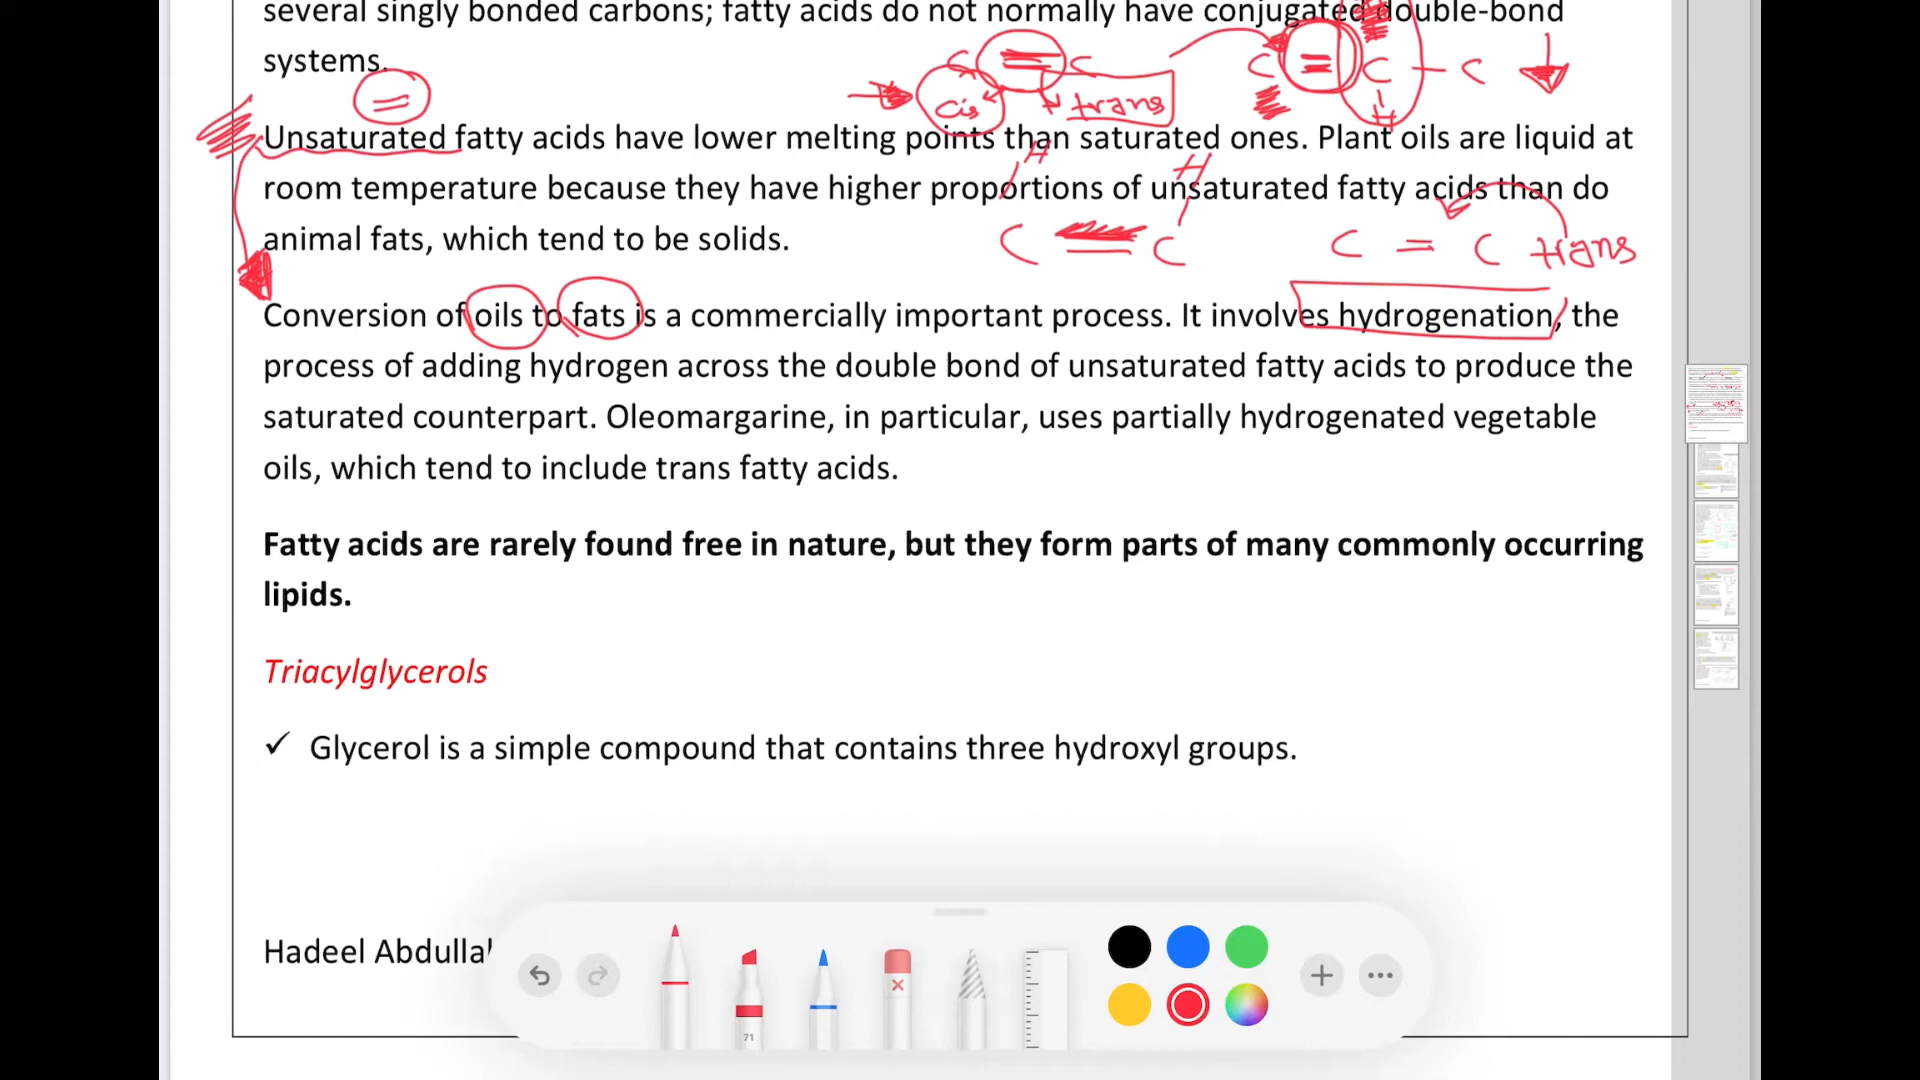 several singly bonded carbons; fatty acids do not normally have conjugated double-bond
systems.
C = C
cis
trans
C = C - C
H
Unsaturated fatty acids have lower melting points than saturated ones. Plant oils are liquid at
H
H
room temperature because they have higher proportions of unsaturated fatty acids than do
animal fats, which tend to be solids.
C = C
C = C trans
Conversion of oils to fats is a commercially important process. It involves hydrogenation, the
process of adding hydrogen across the double bond of unsaturated fatty acids to produce the
saturated counterpart. Oleomargarine, in particular, uses partially hydrogenated vegetable
oils, which tend to include trans fatty acids.
Fatty acids are rarely found free in nature, but they form parts of many commonly occurring
lipids.
Triacylglycerols
✓ Glycerol is a simple compound that contains three hydroxyl groups.
Hadeel
71